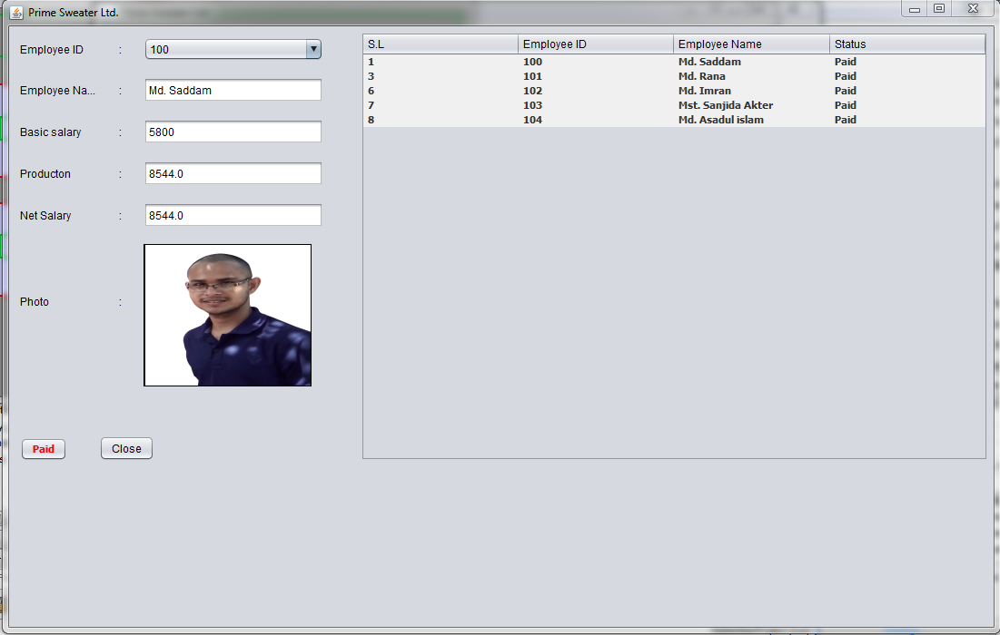 Prime Sweater Ltd.
Employee ID : 100
Employee Na... : Md. Saddam
Basic salary : 5800
Producton : 8544.0
Net Salary : 8544.0
Photo :
Paid Close
S.L Employee ID Employee Name Status
1 100 Md. Saddam Paid
3 101 Md. Rana Paid
6 102 Md. Imran Paid
7 103 Mst. Sanjida Akter Paid
8 104 Md. Asadul islam Paid